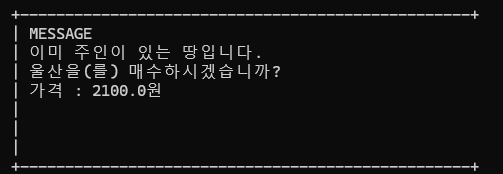 MESSAGE
이미 주인이 있는 땅입니다.
울산을(를) 매수하시겠습니까?
가격 : 2100.0원